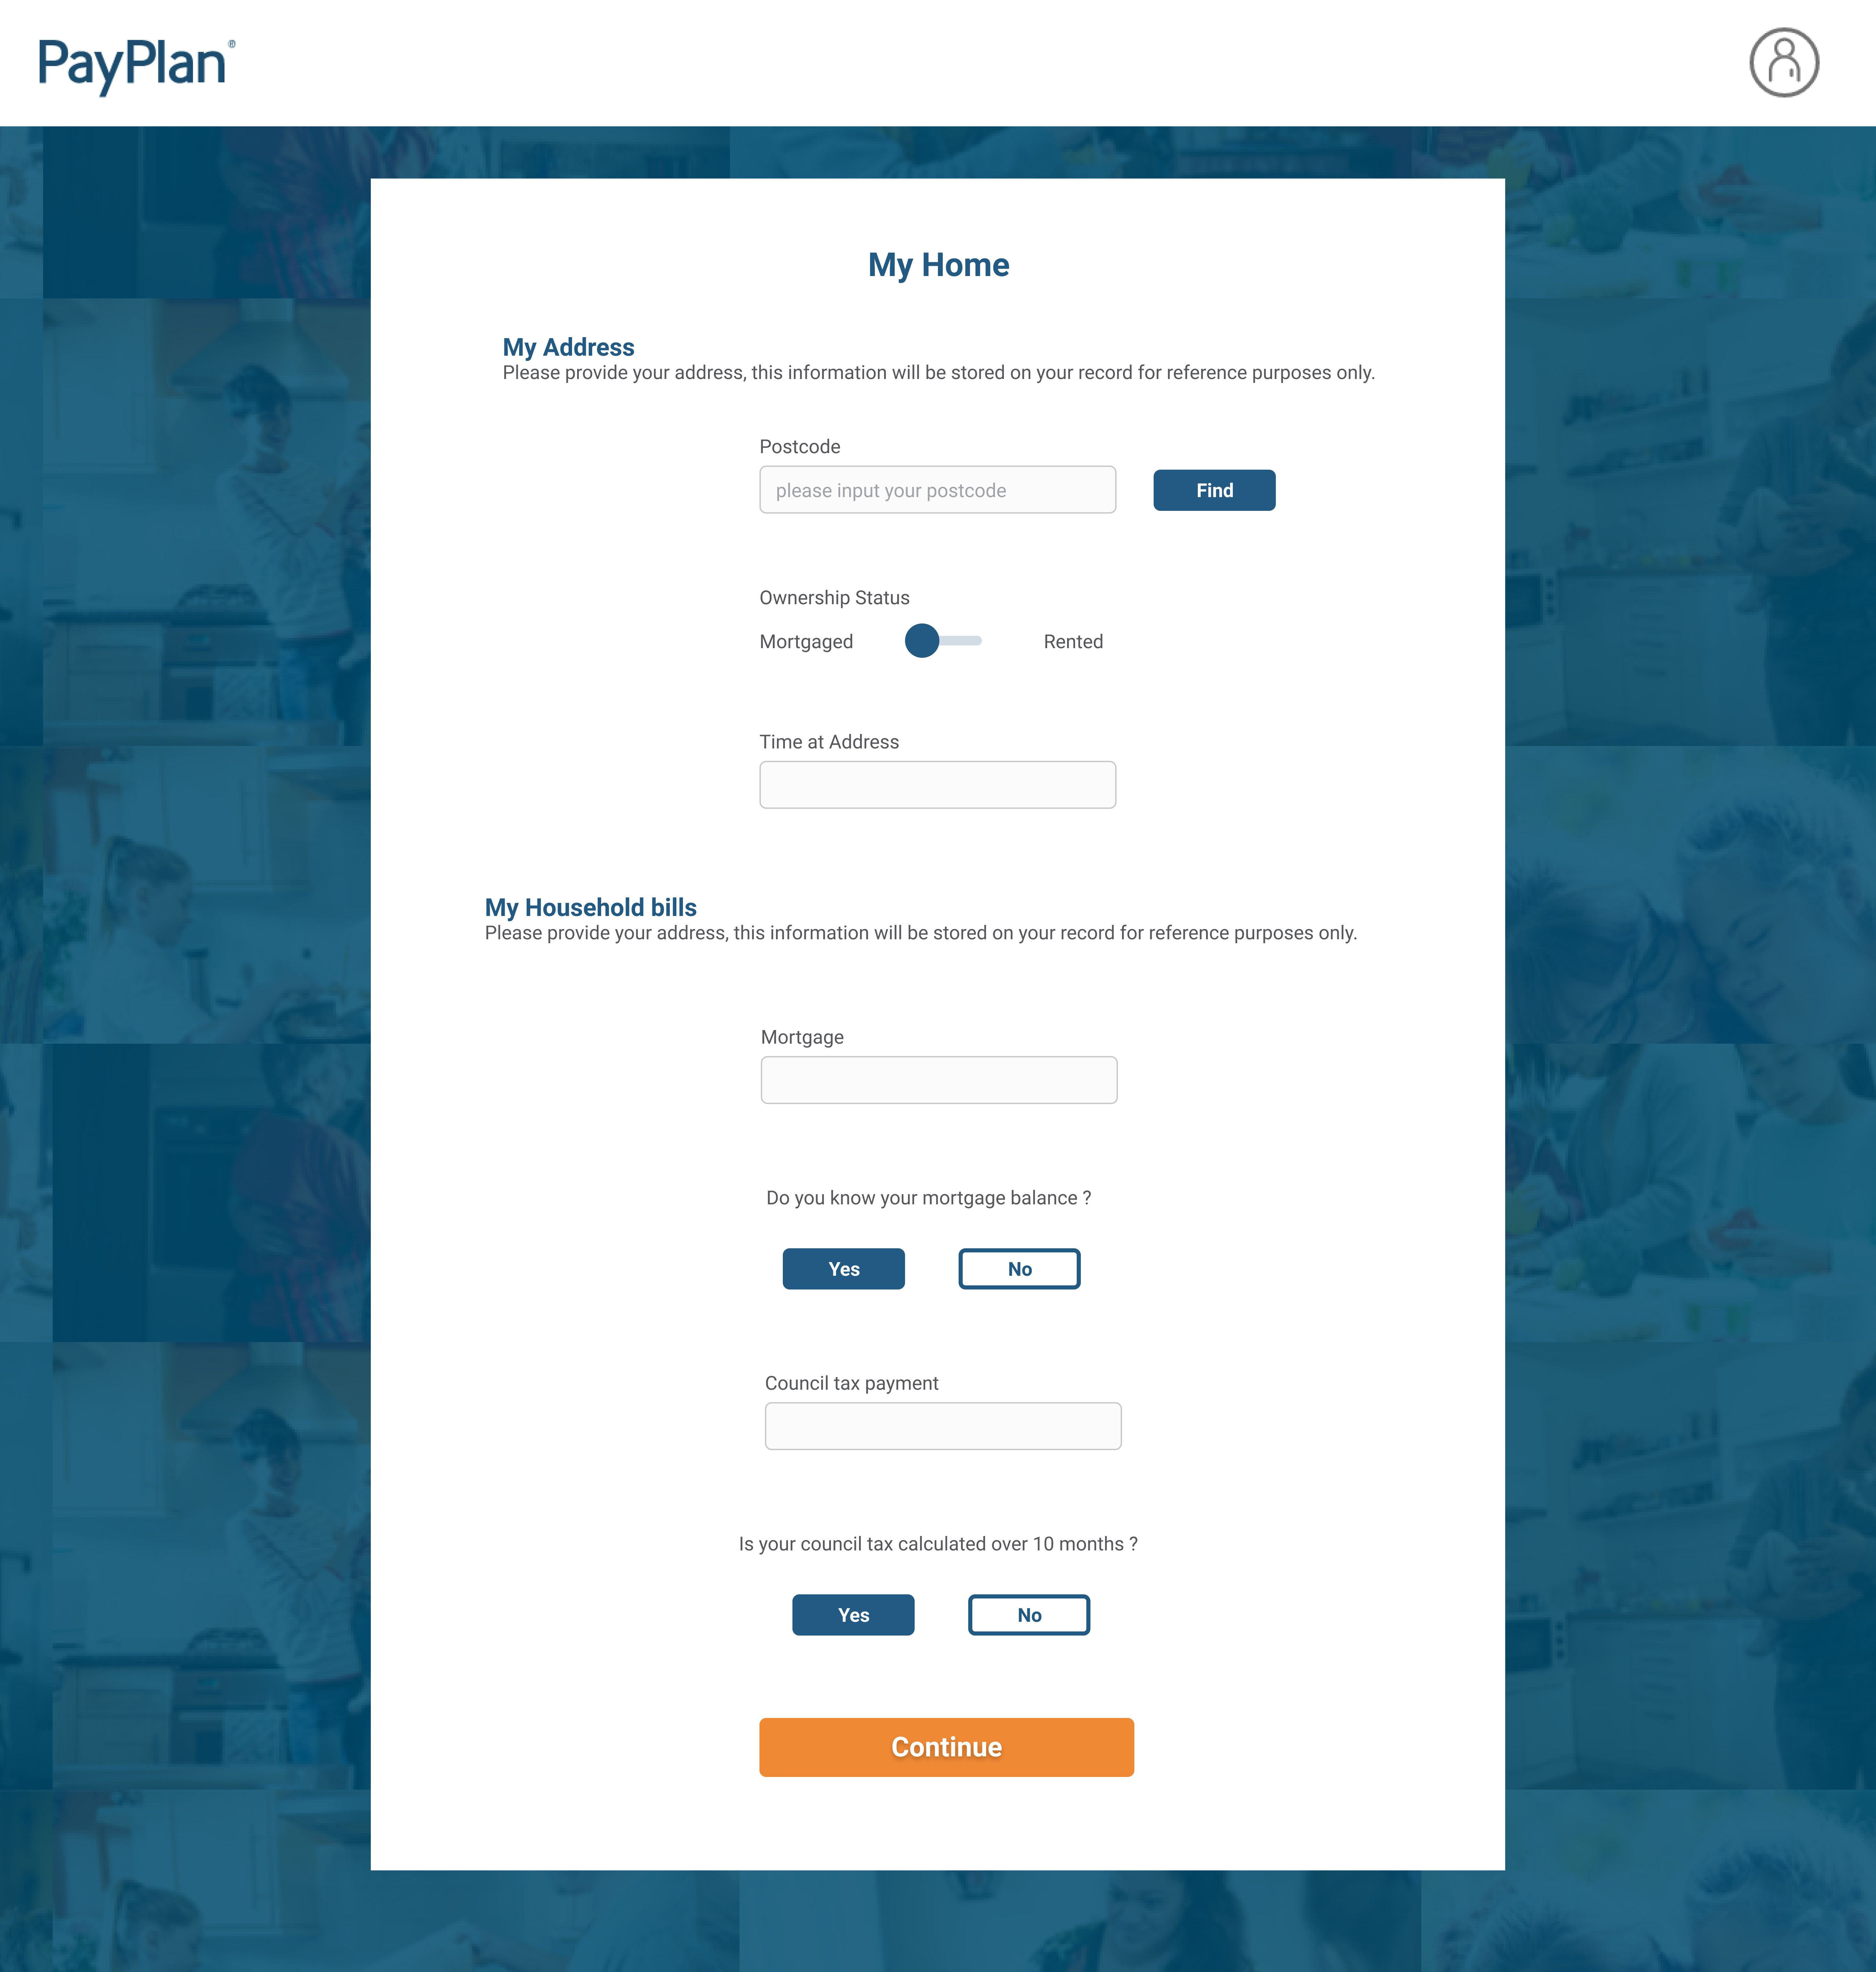 PayPlan®
My Home
My Address
Please provide your address, this information will be stored on your record for reference purposes only.
Postcode
please input your postcode
Find
Ownership Status
Mortgaged Rented
Time at Address
My Household bills
Please provide your address, this information will be stored on your record for reference purposes only.
Mortgage
Do you know your mortgage balance ?
Yes No
Council tax payment
Is your council tax calculated over 10 months ?
Yes No
Continue